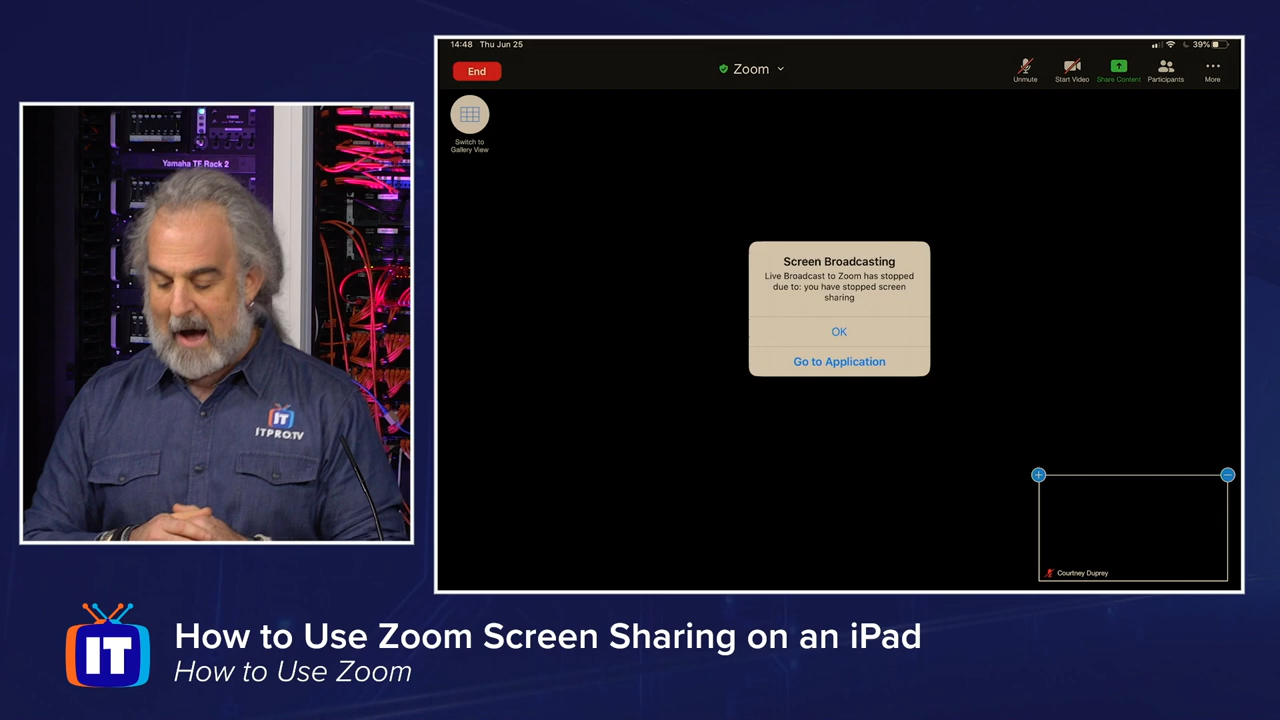 14:48 Thu Jun 25
39%
End
Zoom
Unmute
Start Video
Share Content
Participants
More
Switch to
Gallery View
Yamaha TF Rack 2
Screen Broadcasting
Live Broadcast to Zoom has stopped
due to: you have stopped screen
sharing
OK
Go to Application
IT
ITPRO.TV
Courtney Duprey
IT
How to Use Zoom Screen Sharing on an iPad
How to Use Zoom